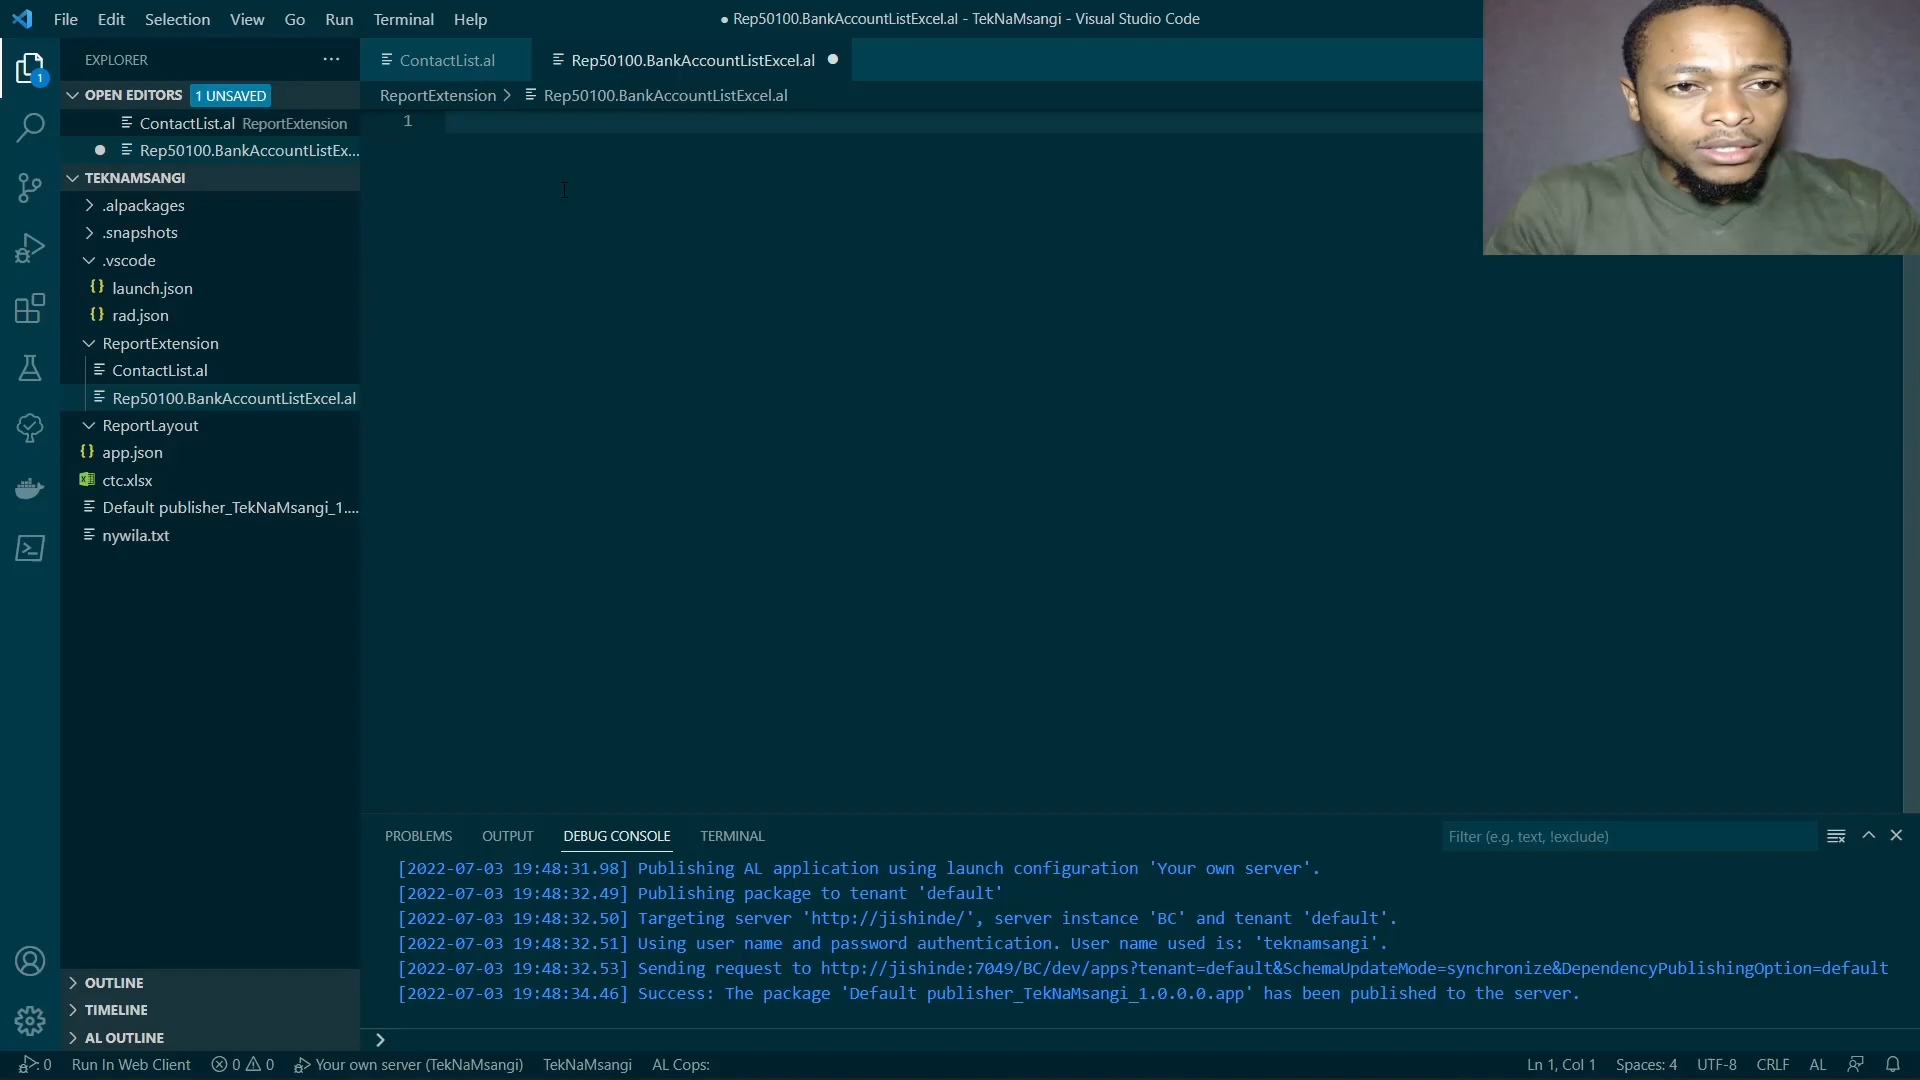 File Edit Selection View Go Run Terminal Help
● Rep50100.BankAccountListExcel.al - TekNaMsangi - Visual Studio Code
EXPLORER ...
ContactList.al
Rep50100.BankAccountListExcel.al
1
OPEN EDITORS 1 UNSAVED
ReportExtension > Rep50100.BankAccountListExcel.al
ContactList.al ReportExtension
1
Rep50100.BankAccountListEx...
TEKNAMSANGI
.alpackages
.snapshots
.vscode
{} launch.json
{} rad.json
ReportExtension
ContactList.al
Rep50100.BankAccountListExcel.al
ReportLayout
{} app.json
ctc.xlsx
Default publisher_TekNaMsangi_1....
nywila.txt
PROBLEMS OUTPUT DEBUG CONSOLE TERMINAL
Filter (e.g. text, !exclude)
[2022-07-03 19:48:31.98] Publishing AL application using launch configuration 'Your own server'.
[2022-07-03 19:48:32.49] Publishing package to tenant 'default'
[2022-07-03 19:48:32.50] Targeting server 'http://jishinde/', server instance 'BC' and tenant 'default'.
[2022-07-03 19:48:32.51] Using user name and password authentication. User name used is: 'teknamsangi'.
[2022-07-03 19:48:32.53] Sending request to http://jishinde:7049/BC/dev/apps?tenant=default&SchemaUpdateMode=synchronize&DependencyPublishingOption=default
[2022-07-03 19:48:34.46] Success: The package 'Default publisher_TekNaMsangi_1.0.0.0.app' has been published to the server.
OUTLINE
TIMELINE
AL OUTLINE
: 0 Run In Web Client 0 0 Your own server (TekNaMsangi) TekNaMsangi AL Cops: Ln 1, Col 1 Spaces: 4 UTF-8 CRLF AL